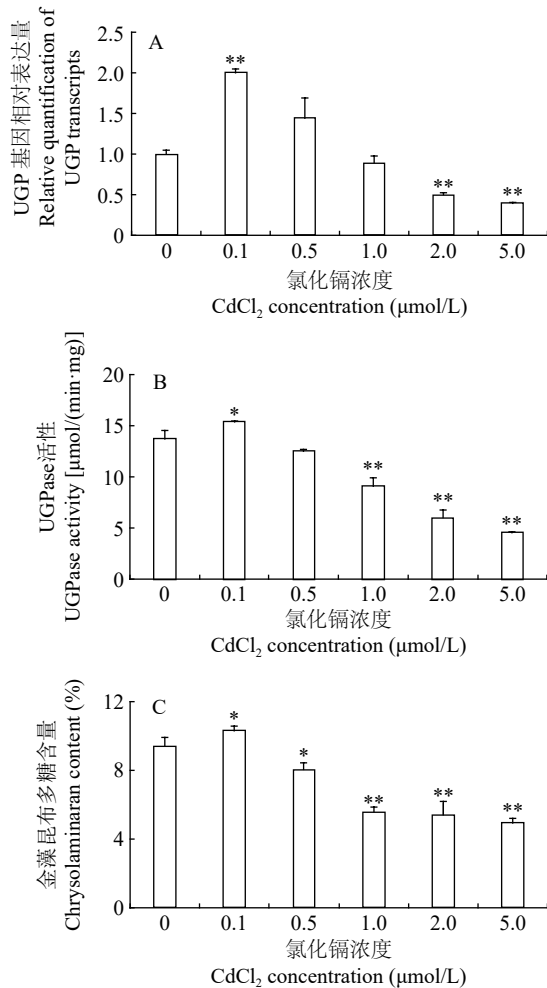 A
UGP 基因相对表达量
Relative quantification of
UGP transcripts
2.5
2.0
1.5
1.0
0.5
0
**
**
**
0 0.1 0.5 1.0 2.0 5.0
氯化镉浓度
CdCl₂ concentration (μmol/L)
B
UGPase活性
UGPase activity [μmol/(min·mg)]
20
15
10
5
0
*
**
**
**
0 0.1 0.5 1.0 2.0 5.0
氯化镉浓度
CdCl₂ concentration (μmol/L)
C
金藻昆布多糖含量
Chrysolaminaran content (%)
12
8
4
0
*
*
**
**
**
0 0.1 0.5 1.0 2.0 5.0
氯化镉浓度
CdCl₂ concentration (μmol/L)